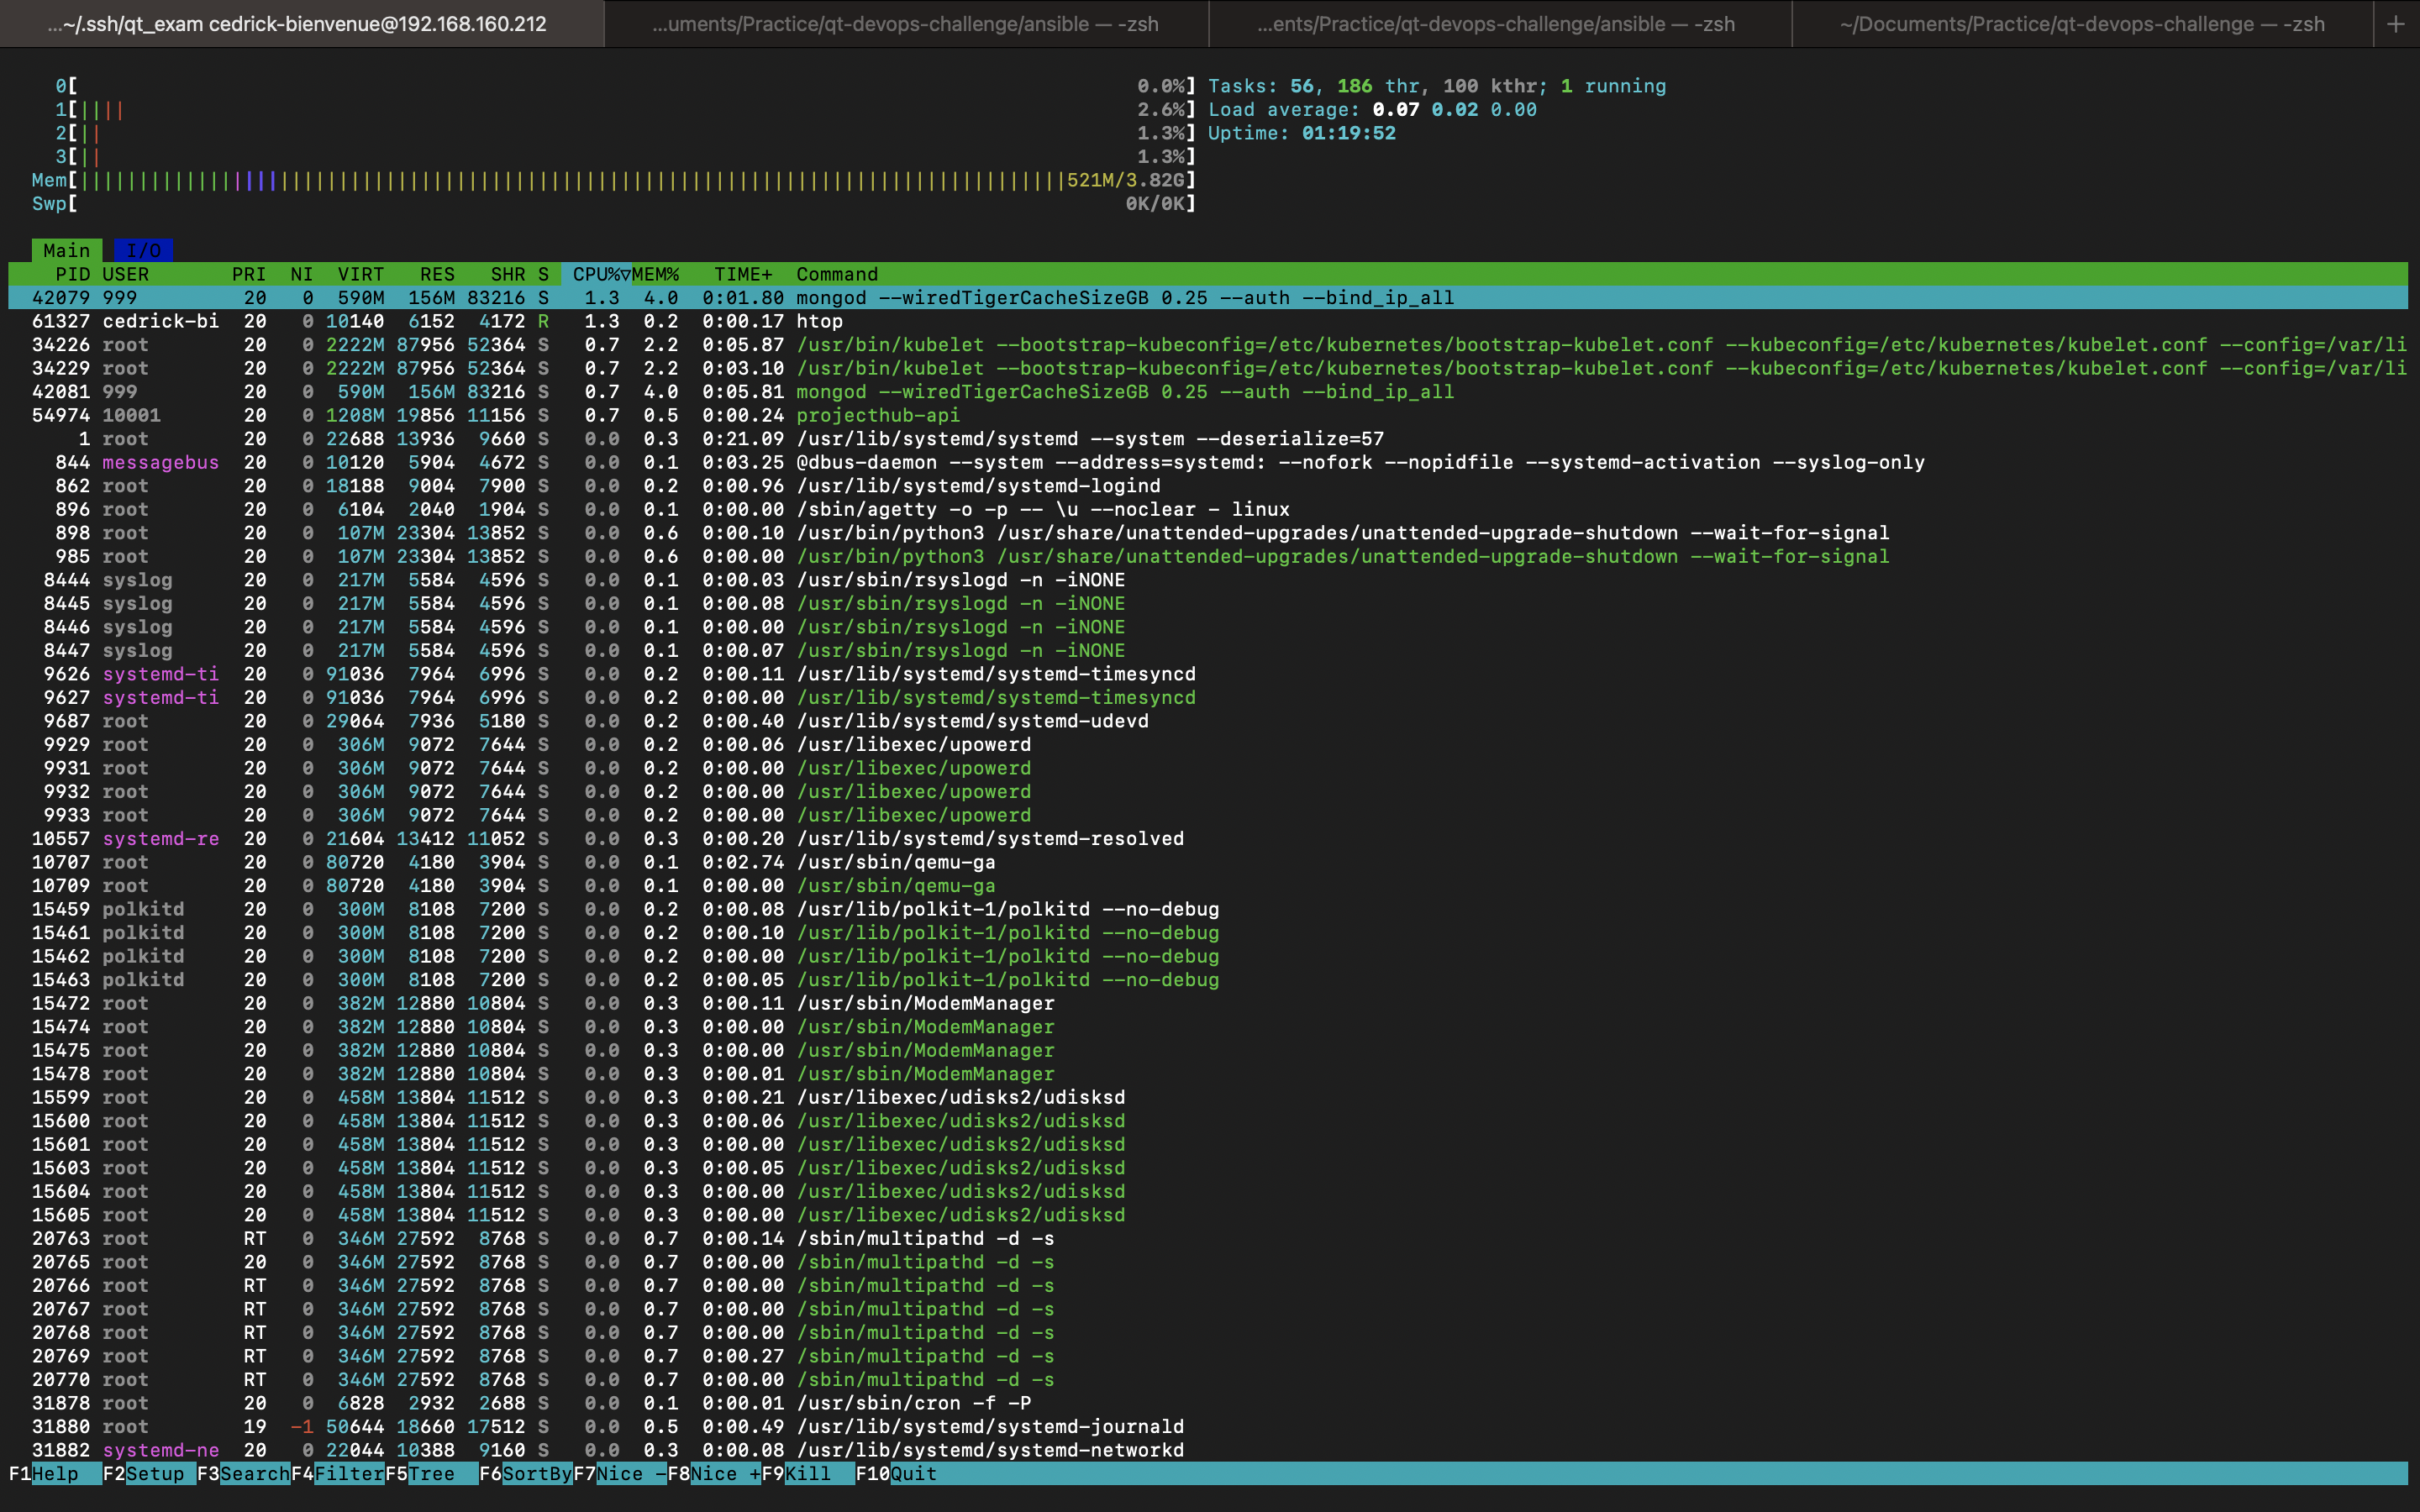 ...~/.ssh/qt_exam cedrick-bienvenue@192.168.160.212 ...uments/Practice/qt-devops-challenge/ansible — -zsh ...ents/Practice/qt-devops-challenge/ansible — -zsh ~/Documents/Practice/qt-devops-challenge — -zsh +
0[ 0.0%] Tasks: 56, 186 thr, 100 kthr; 1 running
1[|||| 2.6%] Load average: 0.07 0.02 0.00
2[|| 1.3%] Uptime: 01:19:52
3[|| 1.3%]
Mem[|||||||||||||||||||||||||||||||||||||||||||||||||||||||||||||||||||||||||||||||||||521M/3.82G]
Swp[ 0K/0K]
Main I/O
PID USER PRI NI VIRT RES SHR S CPU%▽MEM% TIME+ Command
42079 999 20 0 590M 156M 83216 S 1.3 4.0 0:01.80 mongod --wiredTigerCacheSizeGB 0.25 --auth --bind_ip_all
61327 cedrick-bi 20 0 10140 6152 4172 R 1.3 0.2 0:00.17 htop
34226 root 20 0 2222M 87956 52364 S 0.7 2.2 0:05.87 /usr/bin/kubelet --bootstrap-kubeconfig=/etc/kubernetes/bootstrap-kubelet.conf --kubeconfig=/etc/kubernetes/kubelet.conf --config=/var/li
34229 root 20 0 2222M 87956 52364 S 0.7 2.2 0:03.10 /usr/bin/kubelet --bootstrap-kubeconfig=/etc/kubernetes/bootstrap-kubelet.conf --kubeconfig=/etc/kubernetes/kubelet.conf --config=/var/li
42081 999 20 0 590M 156M 83216 S 0.7 4.0 0:05.81 mongod --wiredTigerCacheSizeGB 0.25 --auth --bind_ip_all
54974 10001 20 0 1208M 19856 11156 S 0.7 0.5 0:00.24 projecthub-api
1 root 20 0 22688 13936 9660 S 0.0 0.3 0:21.09 /usr/lib/systemd/systemd --system --deserialize=57
844 messagebus 20 0 10120 5904 4672 S 0.0 0.1 0:03.25 @dbus-daemon --system --address=systemd: --nofork --nopidfile --systemd-activation --syslog-only
862 root 20 0 18188 9004 7900 S 0.0 0.2 0:00.96 /usr/lib/systemd/systemd-logind
896 root 20 0 6104 2040 1904 S 0.0 0.1 0:00.00 /sbin/agetty -o -p -- \u --noclear - linux
898 root 20 0 107M 23304 13852 S 0.0 0.6 0:00.10 /usr/bin/python3 /usr/share/unattended-upgrades/unattended-upgrade-shutdown --wait-for-signal
985 root 20 0 107M 23304 13852 S 0.0 0.6 0:00.00 /usr/bin/python3 /usr/share/unattended-upgrades/unattended-upgrade-shutdown --wait-for-signal
8444 syslog 20 0 217M 5584 4596 S 0.0 0.1 0:00.03 /usr/sbin/rsyslogd -n -iNONE
8445 syslog 20 0 217M 5584 4596 S 0.0 0.1 0:00.08 /usr/sbin/rsyslogd -n -iNONE
8446 syslog 20 0 217M 5584 4596 S 0.0 0.1 0:00.00 /usr/sbin/rsyslogd -n -iNONE
8447 syslog 20 0 217M 5584 4596 S 0.0 0.1 0:00.07 /usr/sbin/rsyslogd -n -iNONE
9626 systemd-ti 20 0 91036 7964 6996 S 0.0 0.2 0:00.11 /usr/lib/systemd/systemd-timesyncd
9627 systemd-ti 20 0 91036 7964 6996 S 0.0 0.2 0:00.00 /usr/lib/systemd/systemd-timesyncd
9687 root 20 0 29064 7936 5180 S 0.0 0.2 0:00.40 /usr/lib/systemd/systemd-udevd
9929 root 20 0 306M 9072 7644 S 0.0 0.2 0:00.06 /usr/libexec/upowerd
9931 root 20 0 306M 9072 7644 S 0.0 0.2 0:00.00 /usr/libexec/upowerd
9932 root 20 0 306M 9072 7644 S 0.0 0.2 0:00.00 /usr/libexec/upowerd
9933 root 20 0 306M 9072 7644 S 0.0 0.2 0:00.00 /usr/libexec/upowerd
10557 systemd-re 20 0 21604 13412 11052 S 0.0 0.3 0:00.20 /usr/lib/systemd/systemd-resolved
10707 root 20 0 80720 4180 3904 S 0.0 0.1 0:02.74 /usr/sbin/qemu-ga
10709 root 20 0 80720 4180 3904 S 0.0 0.1 0:00.00 /usr/sbin/qemu-ga
15459 polkitd 20 0 300M 8108 7200 S 0.0 0.2 0:00.08 /usr/lib/polkit-1/polkitd --no-debug
15461 polkitd 20 0 300M 8108 7200 S 0.0 0.2 0:00.10 /usr/lib/polkit-1/polkitd --no-debug
15462 polkitd 20 0 300M 8108 7200 S 0.0 0.2 0:00.00 /usr/lib/polkit-1/polkitd --no-debug
15463 polkitd 20 0 300M 8108 7200 S 0.0 0.2 0:00.05 /usr/lib/polkit-1/polkitd --no-debug
15472 root 20 0 382M 12880 10804 S 0.0 0.3 0:00.11 /usr/sbin/ModemManager
15474 root 20 0 382M 12880 10804 S 0.0 0.3 0:00.00 /usr/sbin/ModemManager
15475 root 20 0 382M 12880 10804 S 0.0 0.3 0:00.00 /usr/sbin/ModemManager
15478 root 20 0 382M 12880 10804 S 0.0 0.3 0:00.01 /usr/sbin/ModemManager
15599 root 20 0 458M 13804 11512 S 0.0 0.3 0:00.21 /usr/libexec/udisks2/udisksd
15600 root 20 0 458M 13804 11512 S 0.0 0.3 0:00.06 /usr/libexec/udisks2/udisksd
15601 root 20 0 458M 13804 11512 S 0.0 0.3 0:00.00 /usr/libexec/udisks2/udisksd
15603 root 20 0 458M 13804 11512 S 0.0 0.3 0:00.05 /usr/libexec/udisks2/udisksd
15604 root 20 0 458M 13804 11512 S 0.0 0.3 0:00.00 /usr/libexec/udisks2/udisksd
15605 root 20 0 458M 13804 11512 S 0.0 0.3 0:00.00 /usr/libexec/udisks2/udisksd
20763 root RT 0 346M 27592 8768 S 0.0 0.7 0:00.14 /sbin/multipathd -d -s
20765 root 20 0 346M 27592 8768 S 0.0 0.7 0:00.00 /sbin/multipathd -d -s
20766 root RT 0 346M 27592 8768 S 0.0 0.7 0:00.00 /sbin/multipathd -d -s
20767 root RT 0 346M 27592 8768 S 0.0 0.7 0:00.00 /sbin/multipathd -d -s
20768 root RT 0 346M 27592 8768 S 0.0 0.7 0:00.00 /sbin/multipathd -d -s
20769 root RT 0 346M 27592 8768 S 0.0 0.7 0:00.27 /sbin/multipathd -d -s
20770 root RT 0 346M 27592 8768 S 0.0 0.7 0:00.00 /sbin/multipathd -d -s
31878 root 20 0 6828 2932 2688 S 0.0 0.1 0:00.01 /usr/sbin/cron -f -P
31880 root 19 -1 50644 18660 17512 S 0.0 0.5 0:00.49 /usr/lib/systemd/systemd-journald
31882 systemd-ne 20 0 22044 10388 9160 S 0.0 0.3 0:00.08 /usr/lib/systemd/systemd-networkd
F1Help F2Setup F3SearchF4FilterF5Tree F6SortByF7Nice -F8Nice +F9Kill F10Quit